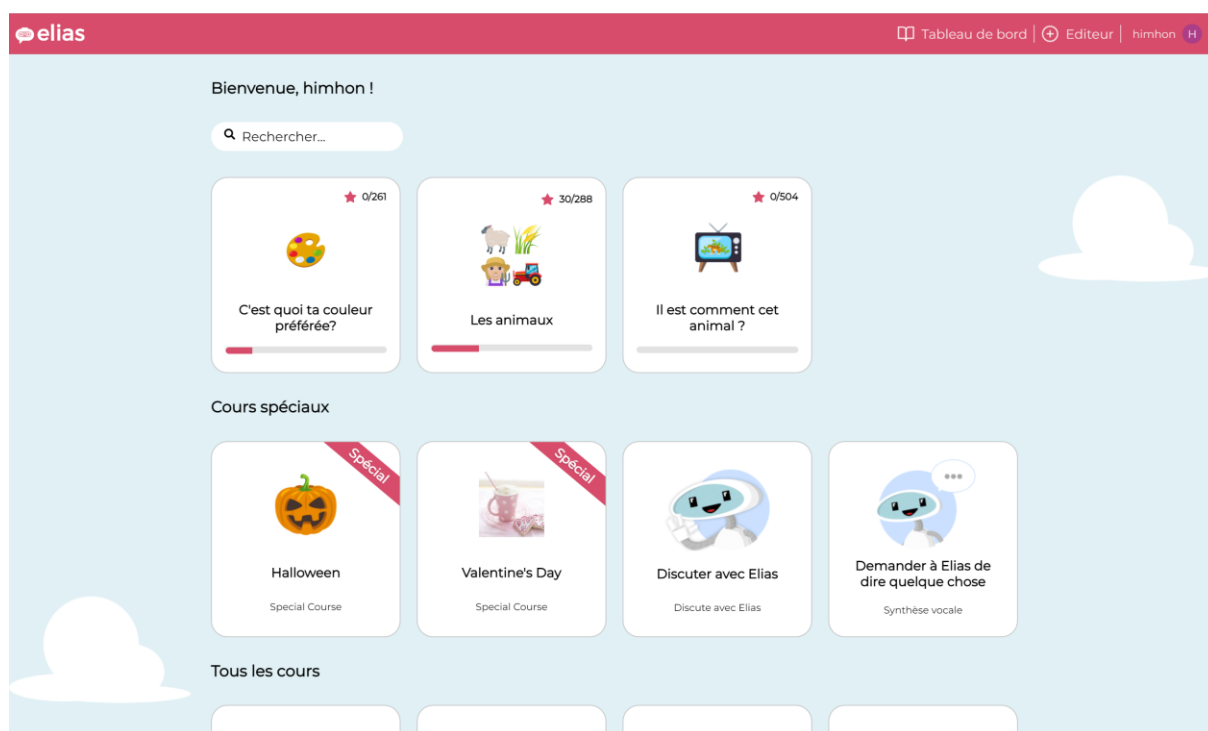 elias
Tableau de bord
Editeur
himhon
H
Bienvenue, himhon !
Rechercher...
0/261
C'est quoi ta couleur
préférée?
30/288
Les animaux
0/504
Il est comment cet
animal ?
Cours spéciaux
Spécial
Halloween
Special Course
Spécial
Valentine's Day
Special Course
Discuter avec Elias
Discute avec Elias
Demander à Elias de
dire quelque chose
Synthèse vocale
Tous les cours